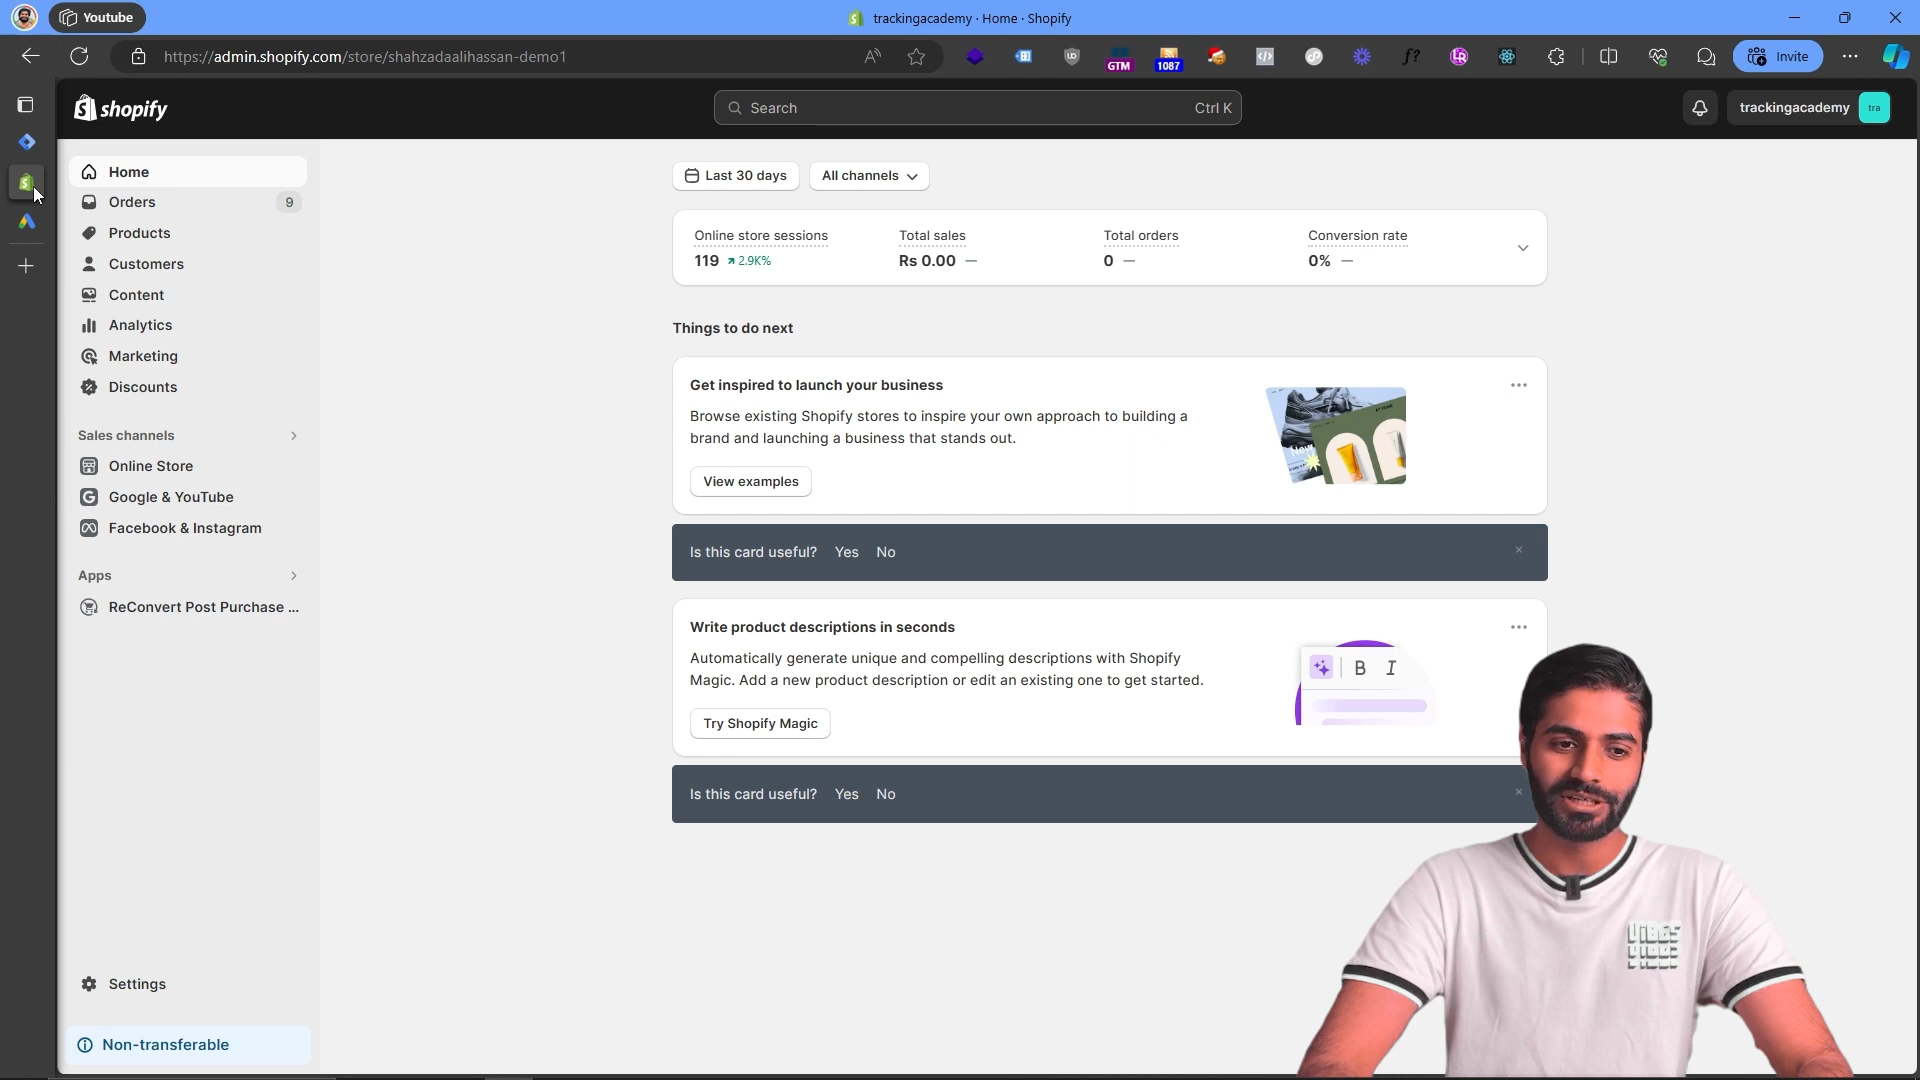 Youtube
trackingacademy · Home · Shopify
https://admin.shopify.com/store/shahzadaalihassan-demo1
GTM
1087
Invite
shopify
Search
Ctrl K
trackingacademy
tra
Home
Orders
9
Products
Customers
Content
Analytics
Marketing
Discounts
Sales channels
Online Store
Google & YouTube
Facebook & Instagram
Apps
ReConvert Post Purchase ...
Settings
Non-transferable
Last 30 days
All channels
Online store sessions
119
2.9K%
Total sales
Rs 0.00 —
Total orders
0 —
Conversion rate
0% —
Things to do next
Get inspired to launch your business
Browse existing Shopify stores to inspire your own approach to building a
brand and launching a business that stands out.
View examples
New
Is this card useful? Yes No
Write product descriptions in seconds
Automatically generate unique and compelling descriptions with Shopify
Magic. Add a new product description or edit an existing one to get started.
Try Shopify Magic
B I
Is this card useful? Yes No
VIBES
VIBES